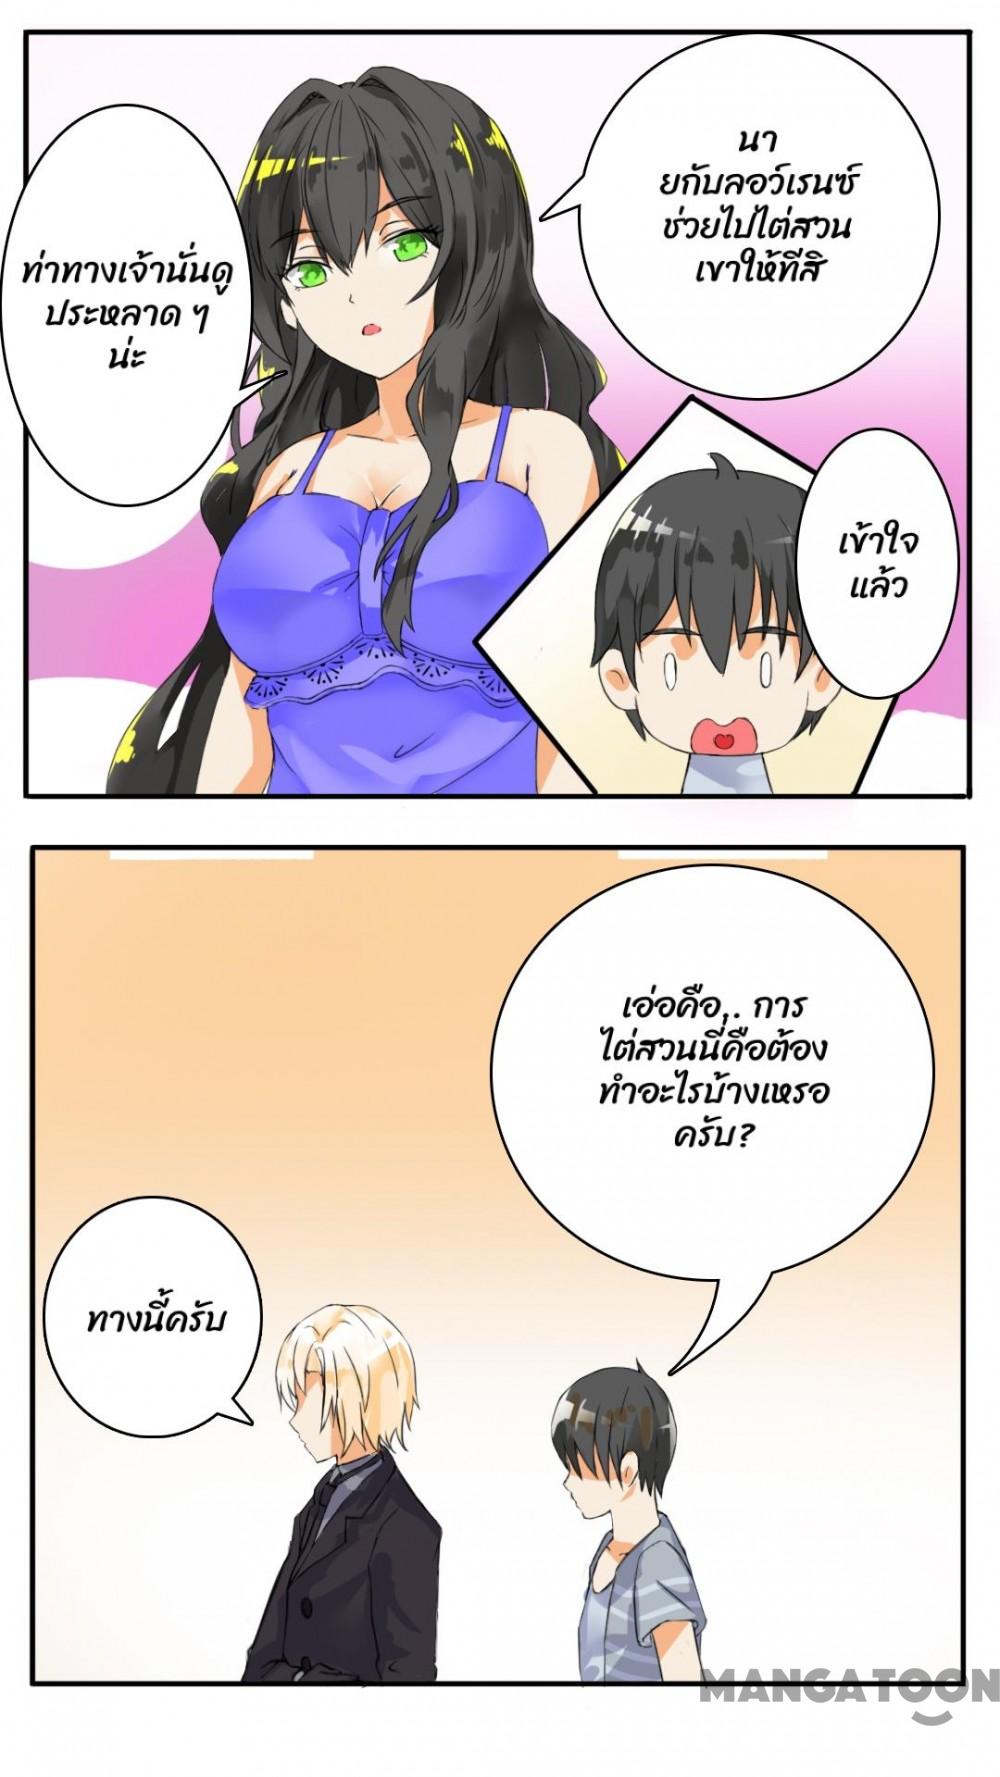 ท่าทางเจ้านั่นดู
ประหลาด ๆ
น่ะ
นา
ยกับลอว์เรนซ์
ช่วยไปไต่สวน
เขาให้ทีสิ
เข้าใจ
แล้ว
เอ่อคือ.. การ
ไต่สวนนี่คือต้อง
ทำอะไรบ้างเหรอ
ครับ?
ทางนี้ครับ
MANGATOON